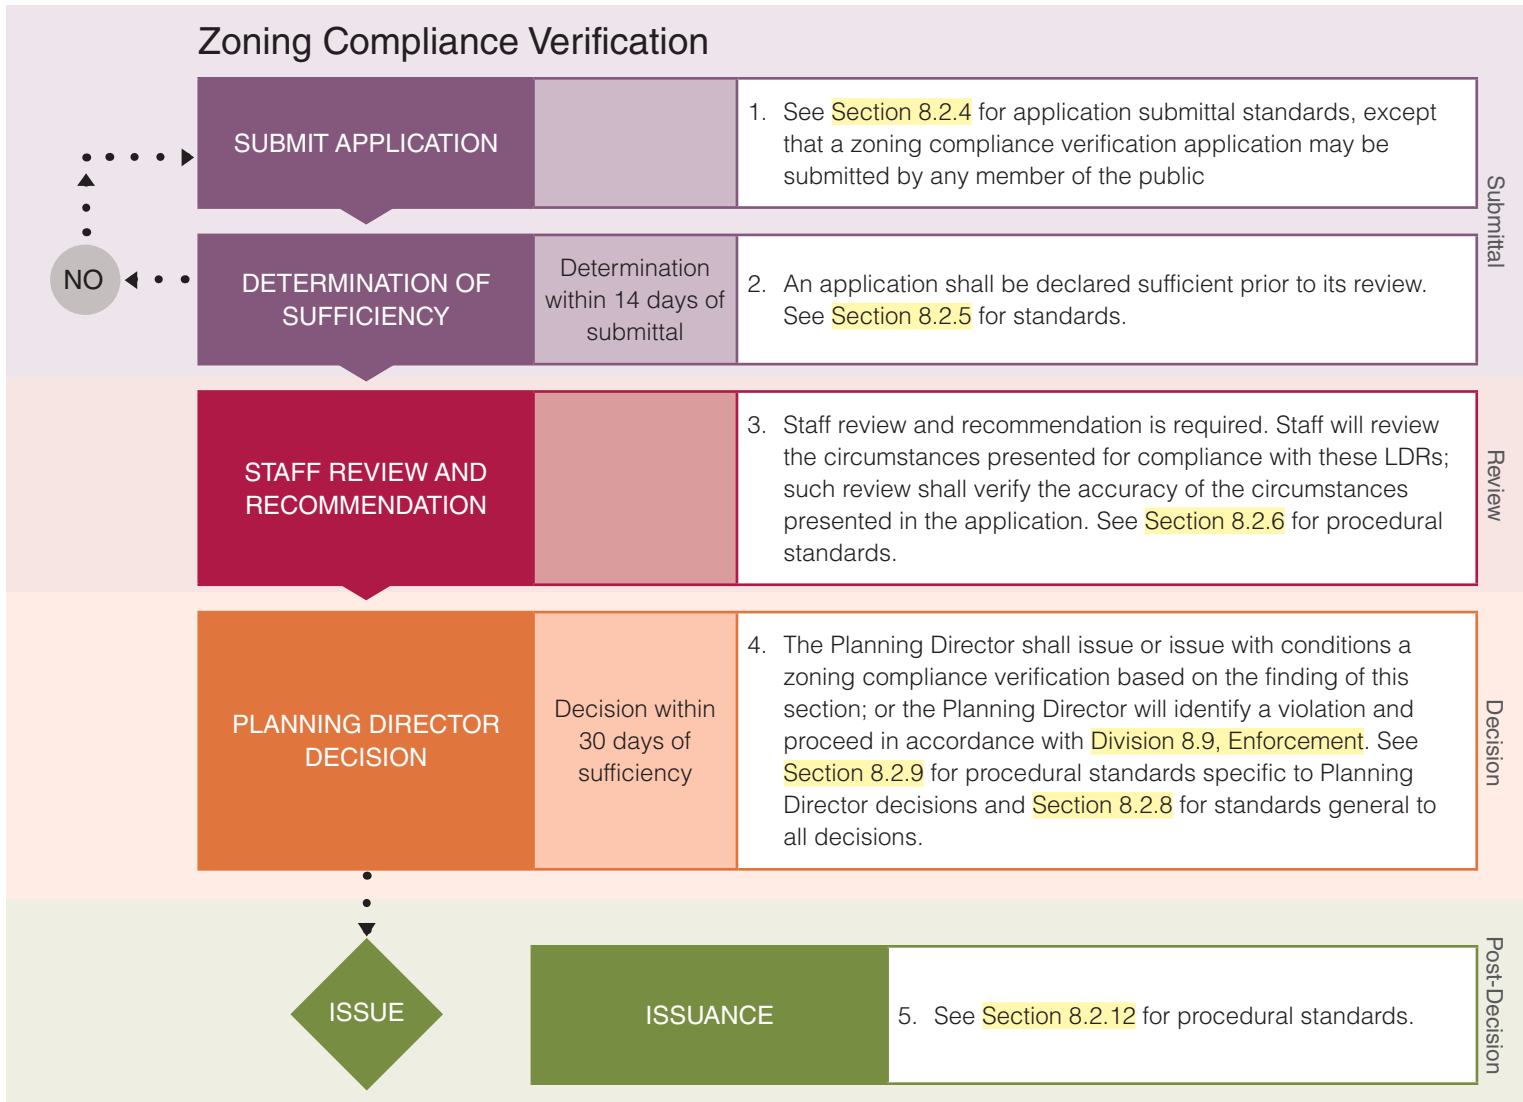 Zoning Compliance Verification
SUBMIT APPLICATION
1. See Section 8.2.4 for application submittal standards, except
that a zoning compliance verification application may be
submitted by any member of the public
Submittal
NO
DETERMINATION OF
SUFFICIENCY
Determination
within 14 days of
submittal
2. An application shall be declared sufficient prior to its review.
See Section 8.2.5 for standards.
STAFF REVIEW AND
RECOMMENDATION
3. Staff review and recommendation is required. Staff will review
the circumstances presented for compliance with these LDRs;
such review shall verify the accuracy of the circumstances
presented in the application. See Section 8.2.6 for procedural
standards.
Review
PLANNING DIRECTOR
DECISION
Decision within
30 days of
sufficiency
4. The Planning Director shall issue or issue with conditions a
zoning compliance verification based on the finding of this
section; or the Planning Director will identify a violation and
proceed in accordance with Division 8.9, Enforcement. See
Section 8.2.9 for procedural standards specific to Planning
Director decisions and Section 8.2.8 for standards general to
all decisions.
Decision
ISSUE
ISSUANCE
5. See Section 8.2.12 for procedural standards.
Post-Decision